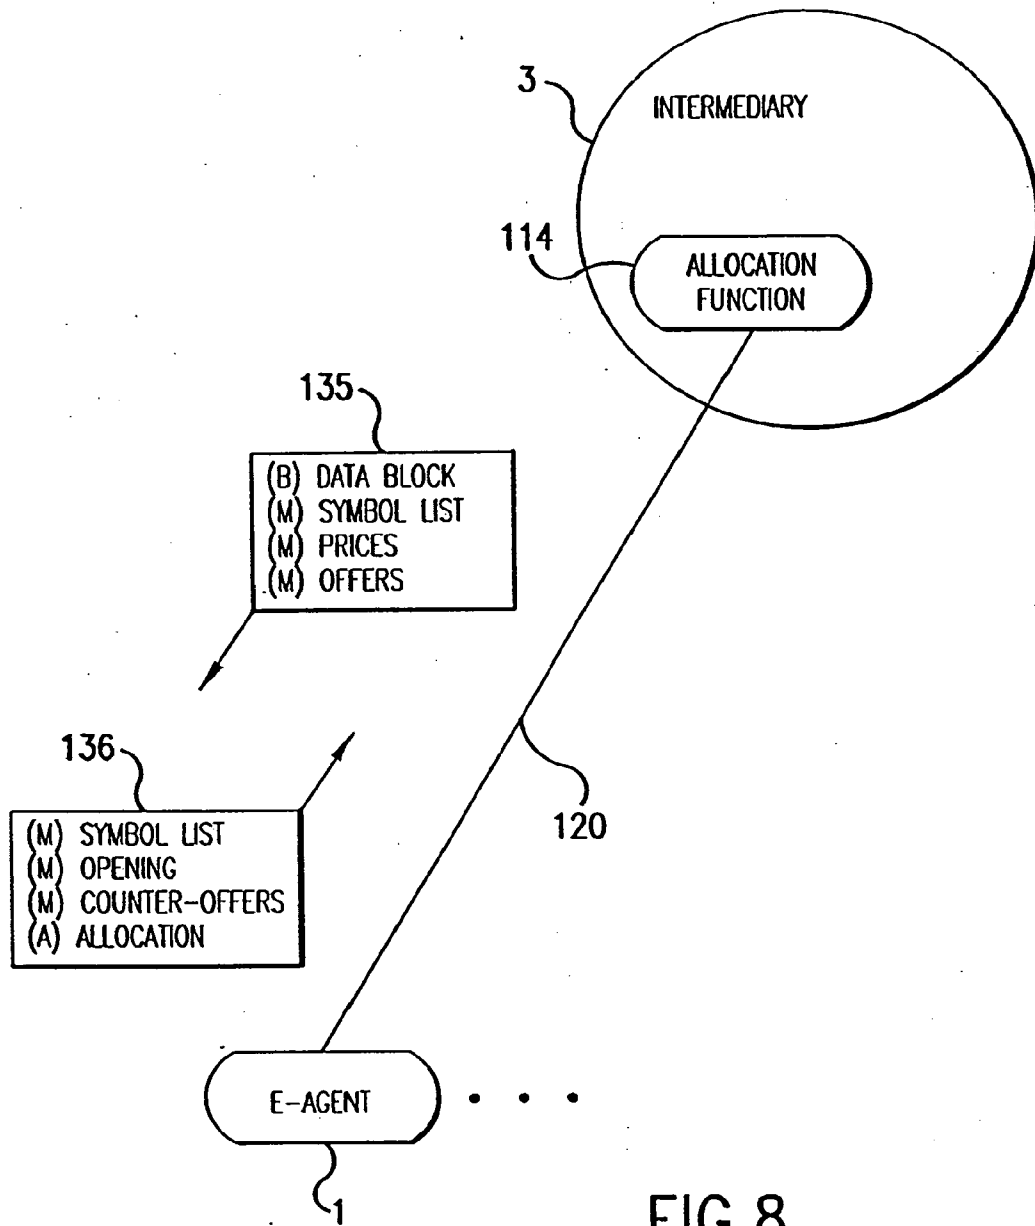 3
INTERMEDIARY
114
ALLOCATION
FUNCTION
135
(B) DATA BLOCK
(M) SYMBOL LIST
(M) PRICES
(M) OFFERS
136
(M) SYMBOL LIST
(M) OPENING
(M) COUNTER-OFFERS
(A) ALLOCATION
120
E-AGENT
1
FIG.8